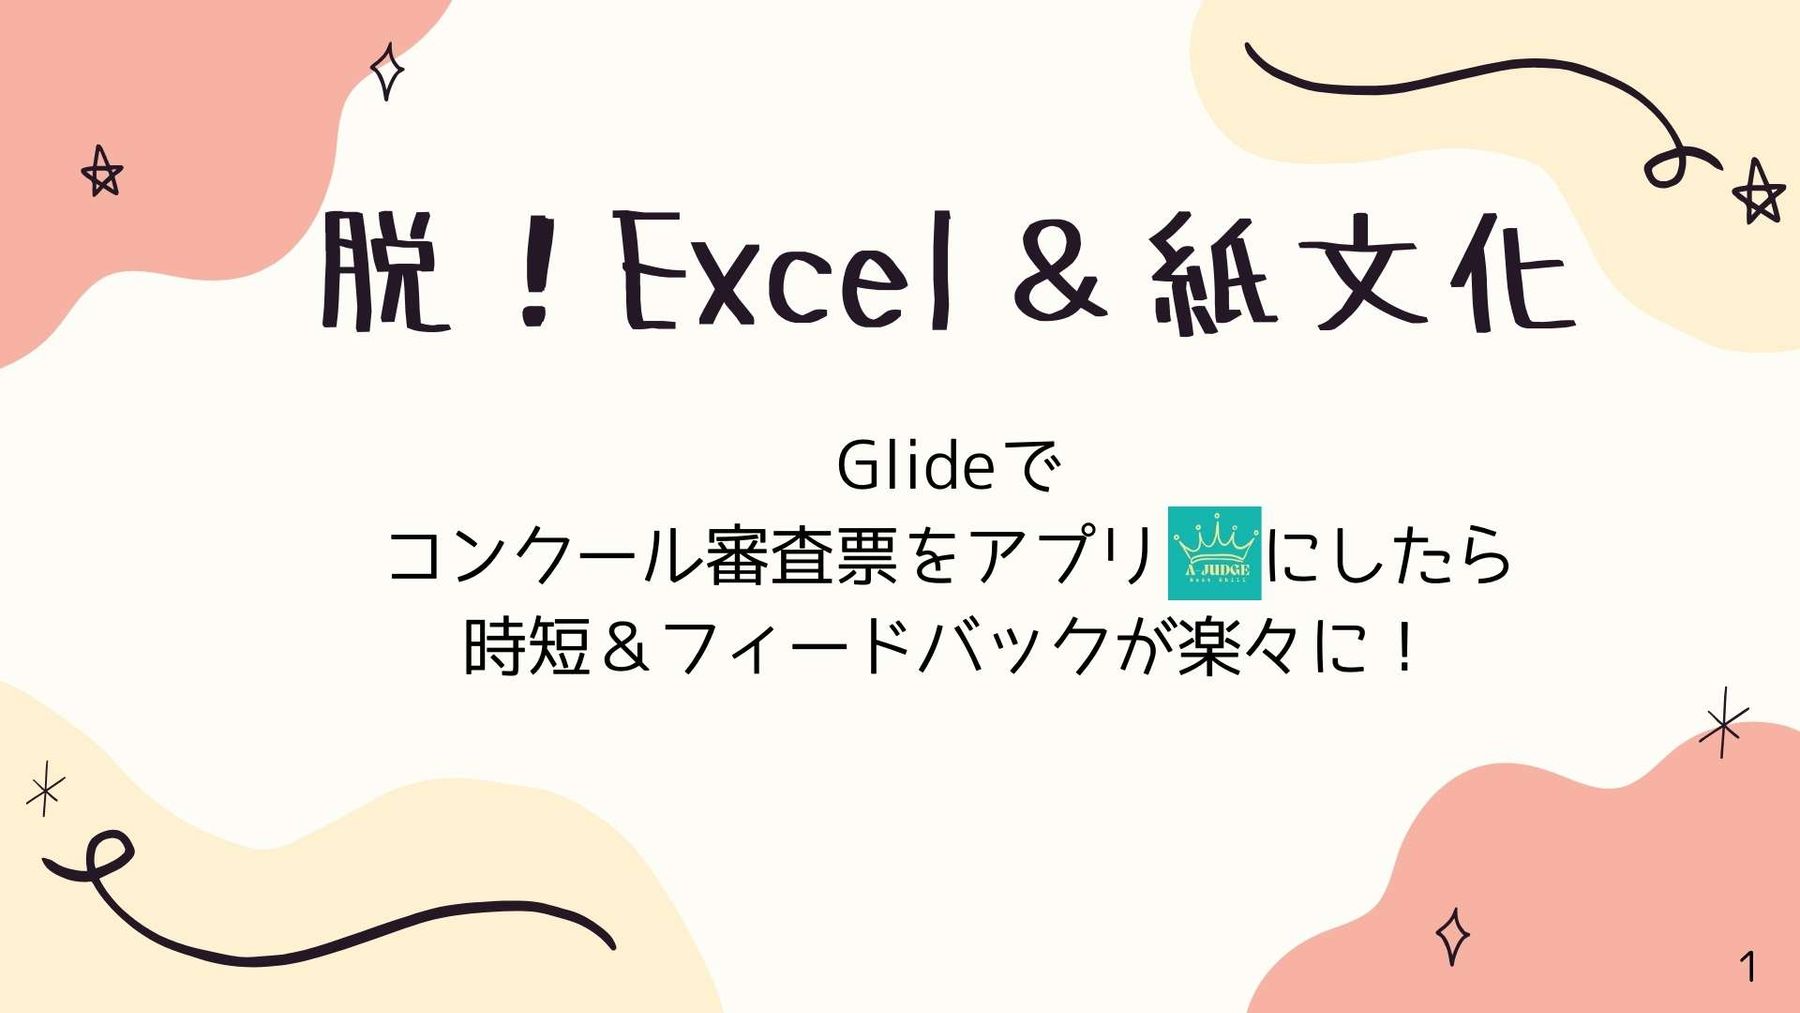 脱！Excel＆紙文化
Glideで
コンクール審査票をアプリ
A-JUDGE
Best Skill
にしたら
時短＆フィードバックが楽々に！
1